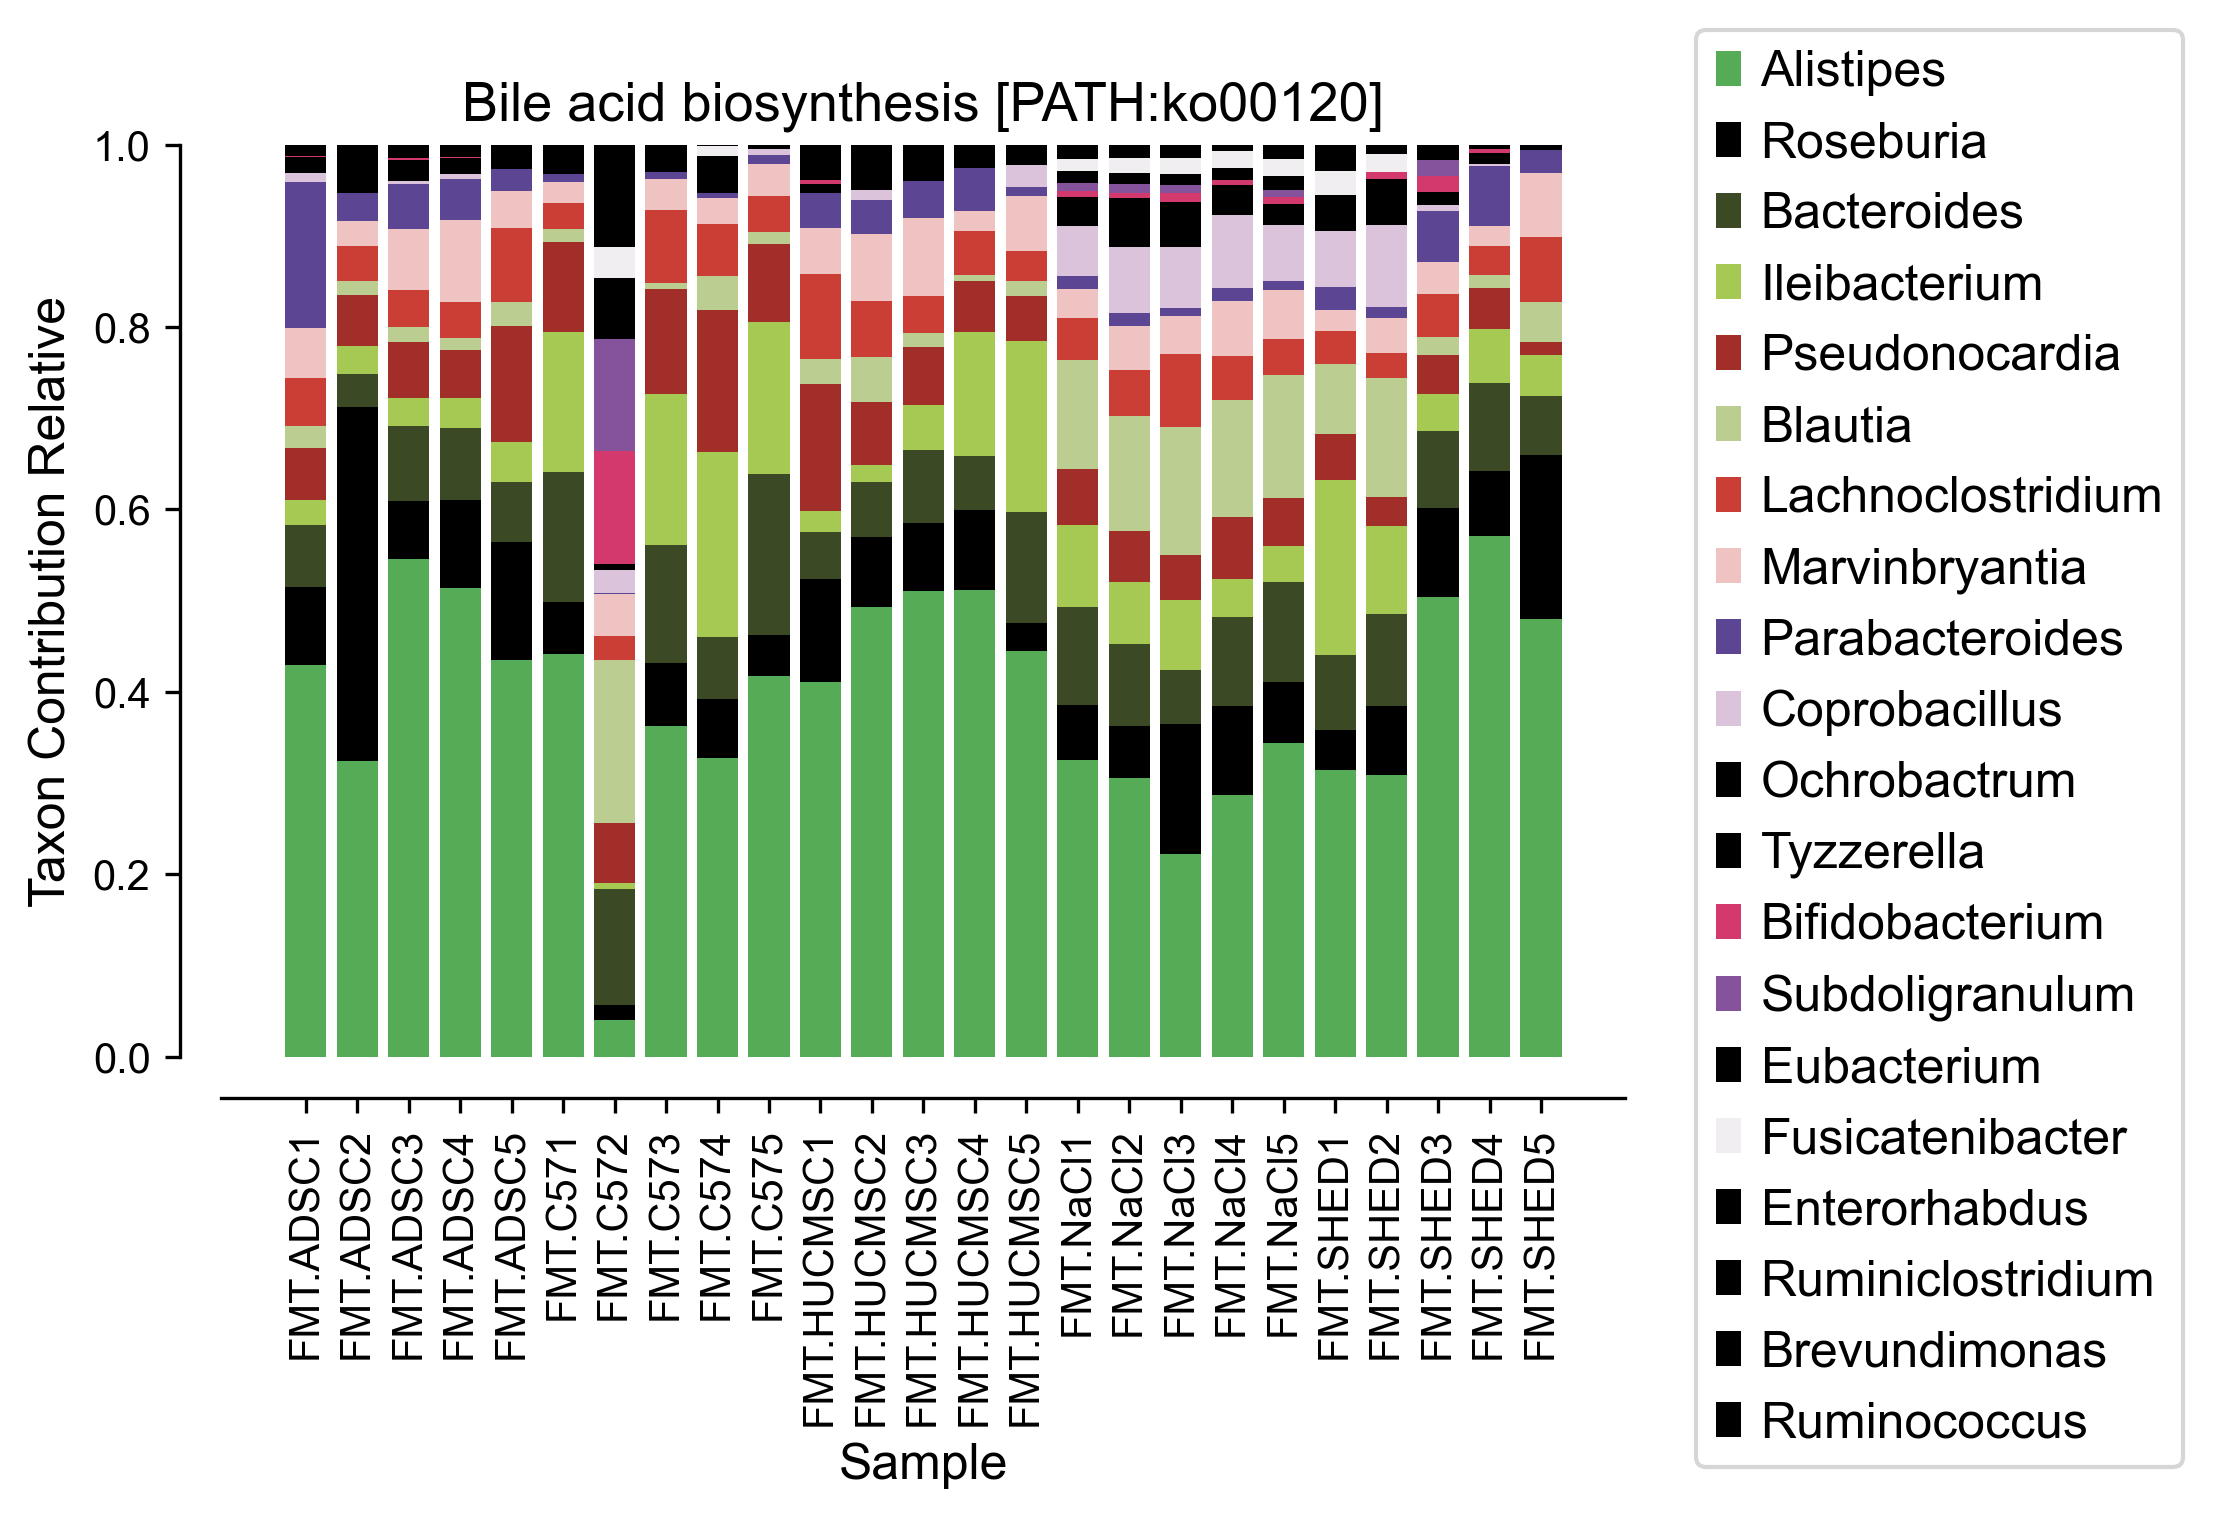 Bile acid biosynthesis [PATH:ko00120]
Taxon Contribution Relative
1.0
0.8
0.6
0.4
0.2
0.0
FMT.ADSC1
FMT.ADSC2
FMT.ADSC3
FMT.ADSC4
FMT.ADSC5
FMT.C571
FMT.C572
FMT.C573
FMT.C574
FMT.C575
FMT.HUCMSC1
FMT.HUCMSC2
FMT.HUCMSC3
FMT.HUCMSC4
FMT.HUCMSC5
FMT.NaCl1
FMT.NaCl2
FMT.NaCl3
FMT.NaCl4
FMT.NaCl5
FMT.SHED1
FMT.SHED2
FMT.SHED3
FMT.SHED4
FMT.SHED5
Sample
Alistipes
Roseburia
Bacteroides
Ileibacterium
Pseudonocardia
Blautia
Lachnoclostridium
Marvinbryantia
Parabacteroides
Coprobacillus
Ochrobactrum
Tyzzerella
Bifidobacterium
Subdoligranulum
Eubacterium
Fusicatenibacter
Enterorhabdus
Ruminiclostridium
Brevundimonas
Ruminococcus